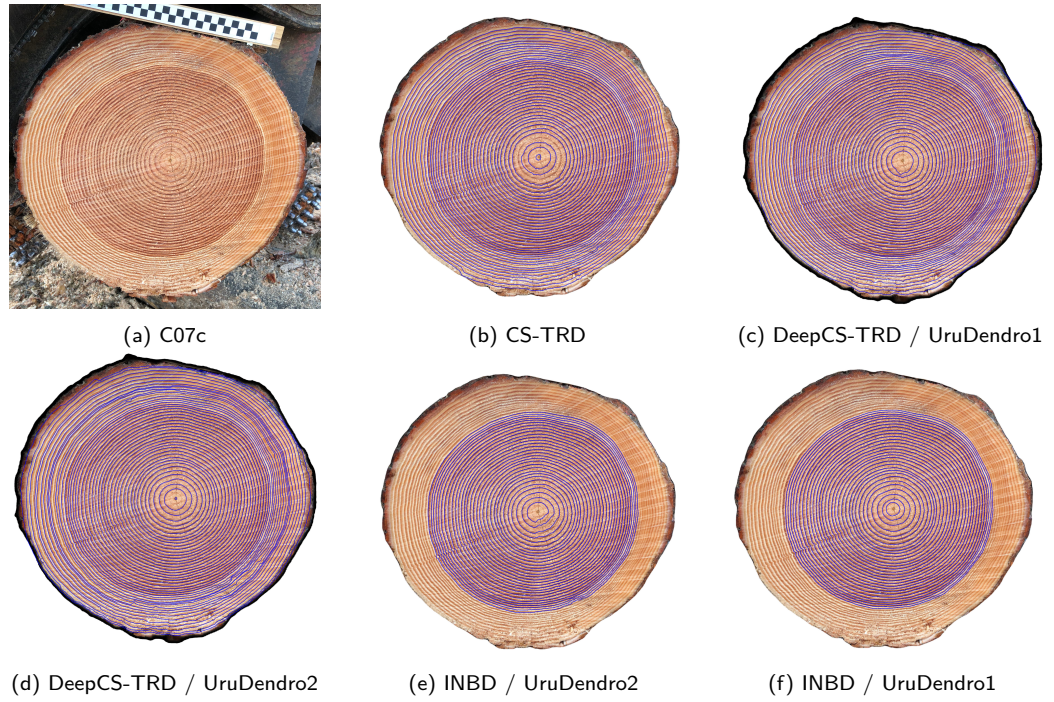 (a) C07c
(b) CS-TRD
(c) DeepCS-TRD / UruDendro1
(d) DeepCS-TRD / UruDendro2
(e) INBD / UruDendro2
(f) INBD / UruDendro1